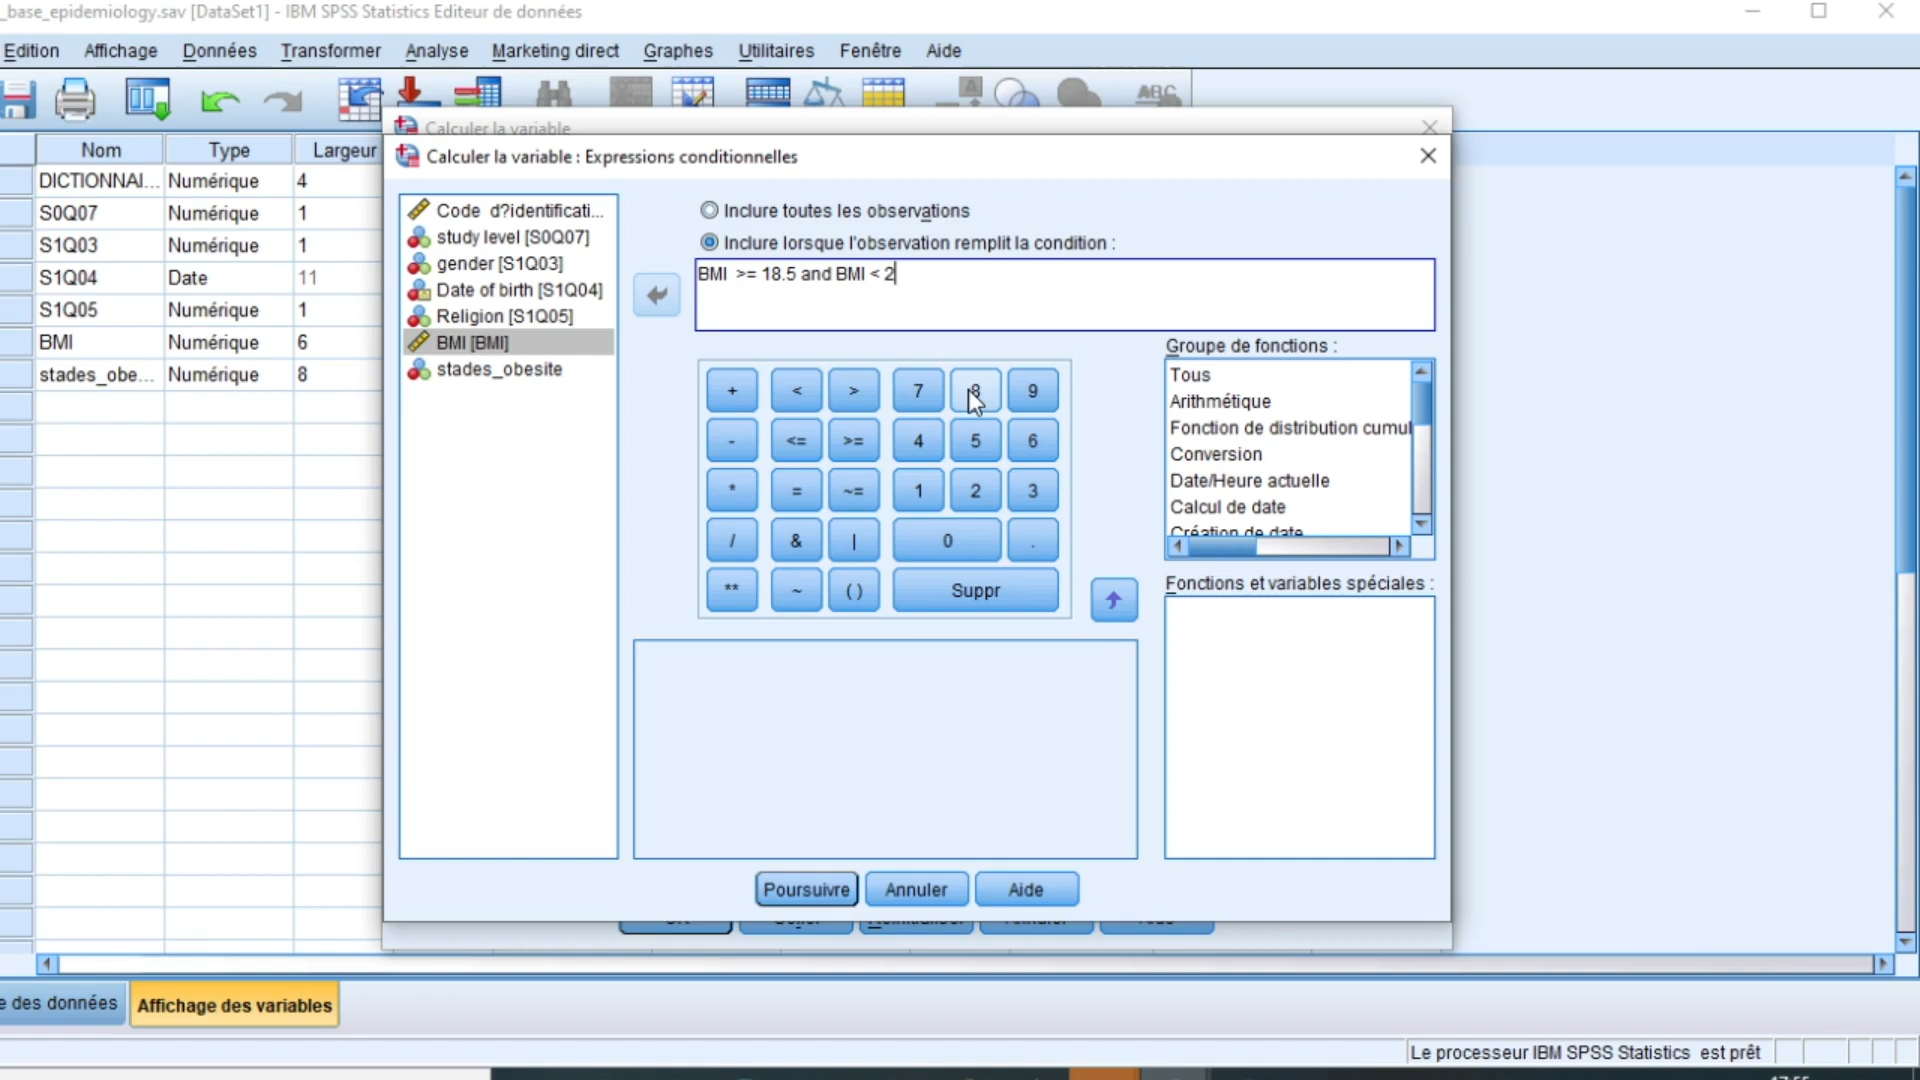 _base_epidemiology.sav [DataSet1] - IBM SPSS Statistics Editeur de données
Edition Affichage Données Transformer Analyse Marketing direct Graphes Utilitaires Fenêtre Aide
A ABC
Calculer la variable
Calculer la variable : Expressions conditionnelles
Nom Type Largeur
DICTIONNAI... Numérique 4
S0Q07 Numérique 1
S1Q03 Numérique 1
S1Q04 Date 11
S1Q05 Numérique 1
BMI Numérique 6
stades_obe... Numérique 8
Code d?identificati...
study level [S0Q07]
gender [S1Q03]
Date of birth [S1Q04]
Religion [S1Q05]
BMI [BMI]
stades_obesite
Inclure toutes les observations
Inclure lorsque l'observation remplit la condition :
BMI >= 18.5 and BMI < 2
+ < > 7 8 9
- <= >= 4 5 6
* = ~= 1 2 3
/ & | 0 .
** ~ ( ) Suppr
Groupe de fonctions :
Tous
Arithmétique
Fonction de distribution cumul
Conversion
Date/Heure actuelle
Calcul de date
Création de date
Fonctions et variables spéciales :
Poursuivre Annuler Aide
e des données Affichage des variables
Le processeur IBM SPSS Statistics est prêt